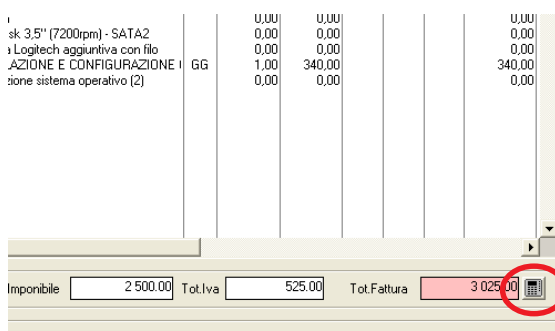 0,00 0,00 0,00
sk 3,5" (7200rpm) - SATA2 0,00 0,00 0,00
a Logitech aggiuntiva con filo 0,00 0,00 0,00
AZIONE E CONFIGURAZIONE GG 1,00 340,00 340,00
zione sistema operativo (2) 0,00 0,00 0,00
Imponibile 2 500.00 Tot.Iva 525.00 Tot.Fattura 3 025.00